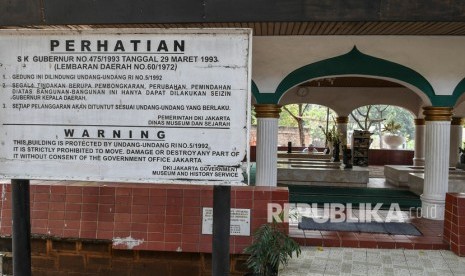 PERHATIAN
S K GUBERNUR NO.475/1993 TANGGAL 29 MARET 1993.
(LEMBARAN DAERAH NO.60/1972)
1. GEDUNG INI DILINDUNGI UNDANG-UNDANG RI NO.5/1992
2. SEGALA TINDAKAN BERUPA PEMBONGKARAN, PERUBAHAN, PEMINDAHAN
DIATAS BANGUNAN-BANGUNAN INI HANYA DAPAT DILAKUKAN SEIZIN
GUBERNUR KEPALA DAERAH.
3. SETIAP PELANGGARAN AKAN DITUNTUT SESUAI UNDANG-UNDANG YANG BERLAKU.
PEMERINTAH DKI JAKARTA
DINAS MUSEUM DAN SEJARAH
WARNING
THIS BUILDING IS PROTECTED BY UNDANG-UNDANG RI NO.5/1992,
IT IS STRICTLY PROHIBITED TO MOVE, DAMAGE OR DESTROY ANY PART OF
IT WITHOUT CONSENT OF THE GOVERNMENT OFFICE JAKARTA
DKI JAKARTA GOVERNMENT
MUSEUM AND HISTORY SERVICE
REPUBLIKA
.co.id